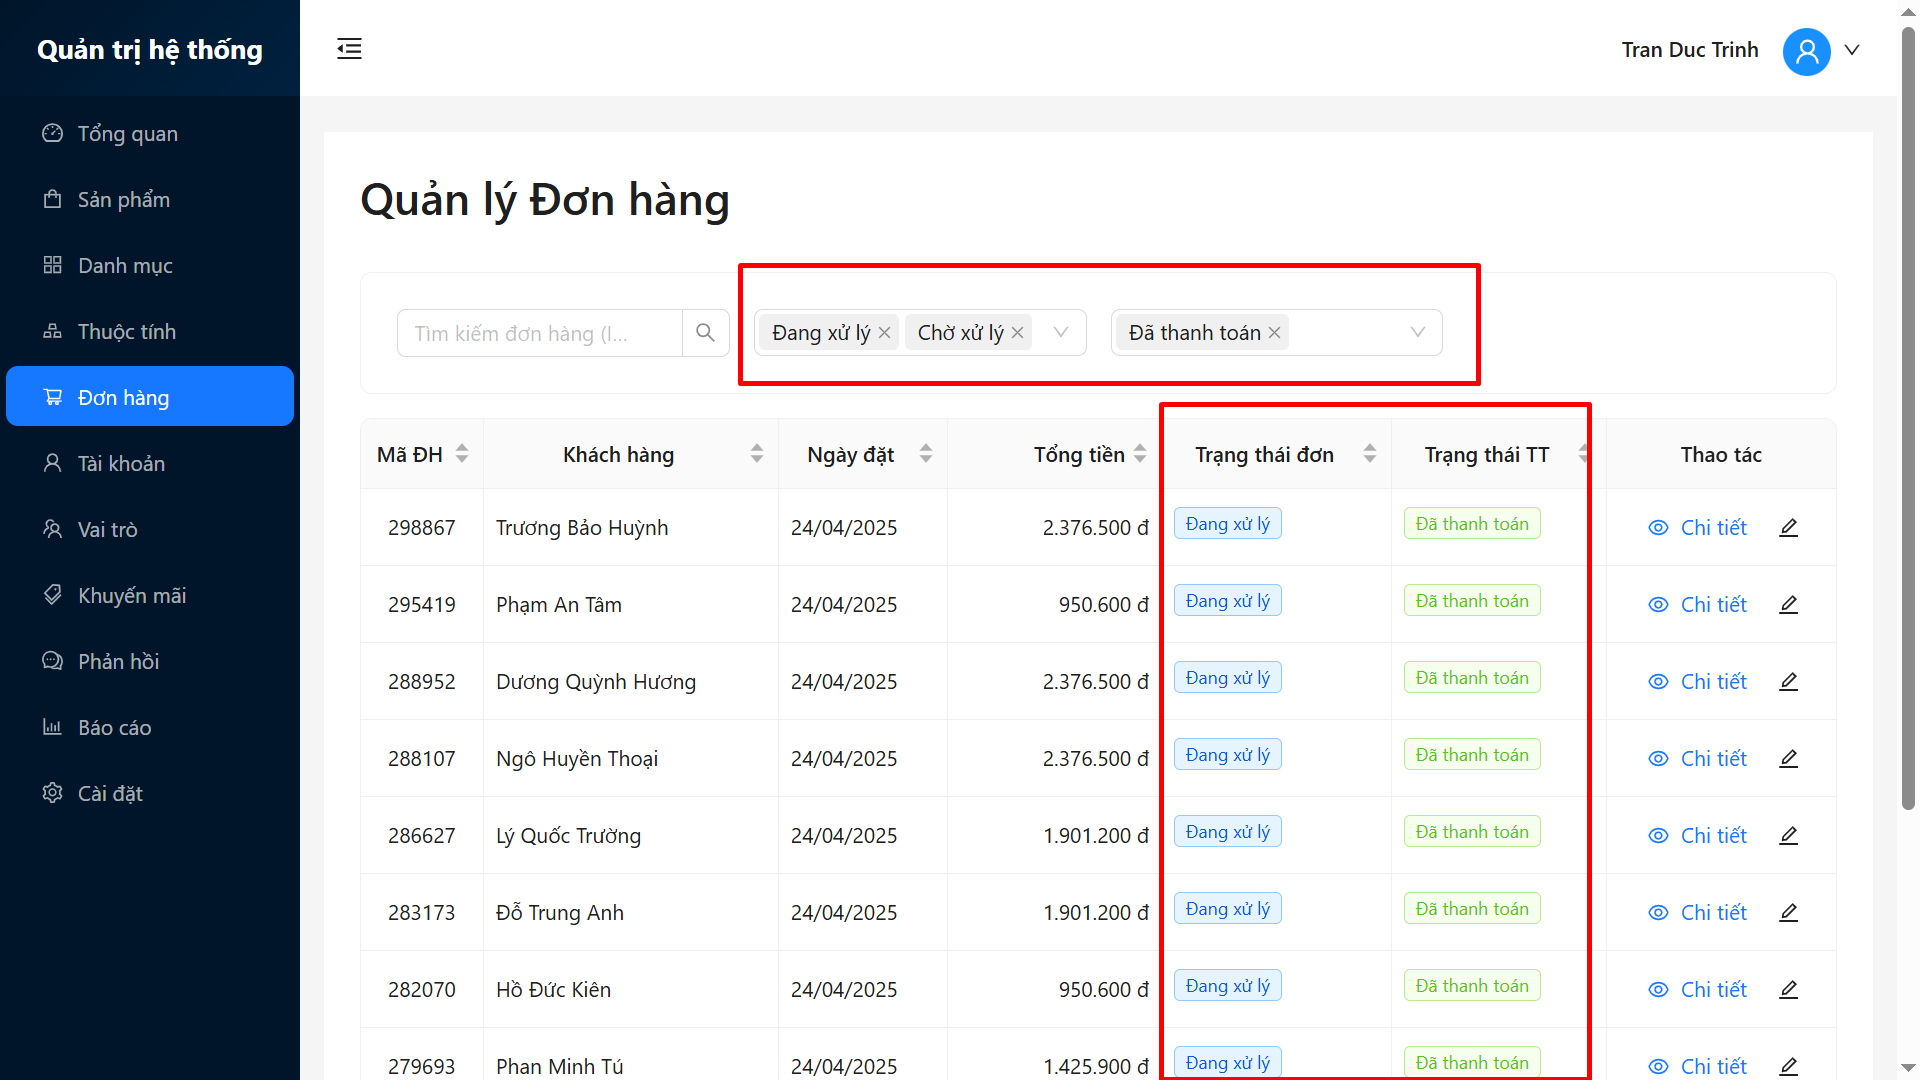 Quản trị hệ thống
Tran Duc Trinh
Tổng quan
Sản phẩm
Danh mục
Thuộc tính
Đơn hàng
Tài khoản
Vai trò
Khuyến mãi
Phản hồi
Báo cáo
Cài đặt
Quản lý Đơn hàng
Tìm kiếm đơn hàng (l... Đang xử lý Chờ xử lý Đã thanh toán
Mã ĐH Khách hàng Ngày đặt Tổng tiền Trạng thái đơn Trạng thái TT Thao tác
298867 Trương Bảo Huỳnh 24/04/2025 2.376.500 đ Đang xử lý Đã thanh toán Chi tiết
295419 Phạm An Tâm 24/04/2025 950.600 đ Đang xử lý Đã thanh toán Chi tiết
288952 Dương Quỳnh Hương 24/04/2025 2.376.500 đ Đang xử lý Đã thanh toán Chi tiết
288107 Ngô Huyền Thoại 24/04/2025 2.376.500 đ Đang xử lý Đã thanh toán Chi tiết
286627 Lý Quốc Trường 24/04/2025 1.901.200 đ Đang xử lý Đã thanh toán Chi tiết
283173 Đỗ Trung Anh 24/04/2025 1.901.200 đ Đang xử lý Đã thanh toán Chi tiết
282070 Hồ Đức Kiên 24/04/2025 950.600 đ Đang xử lý Đã thanh toán Chi tiết
279693 Phan Minh Tú 24/04/2025 1.425.900 đ Đang xử lý Đã thanh toán Chi tiết